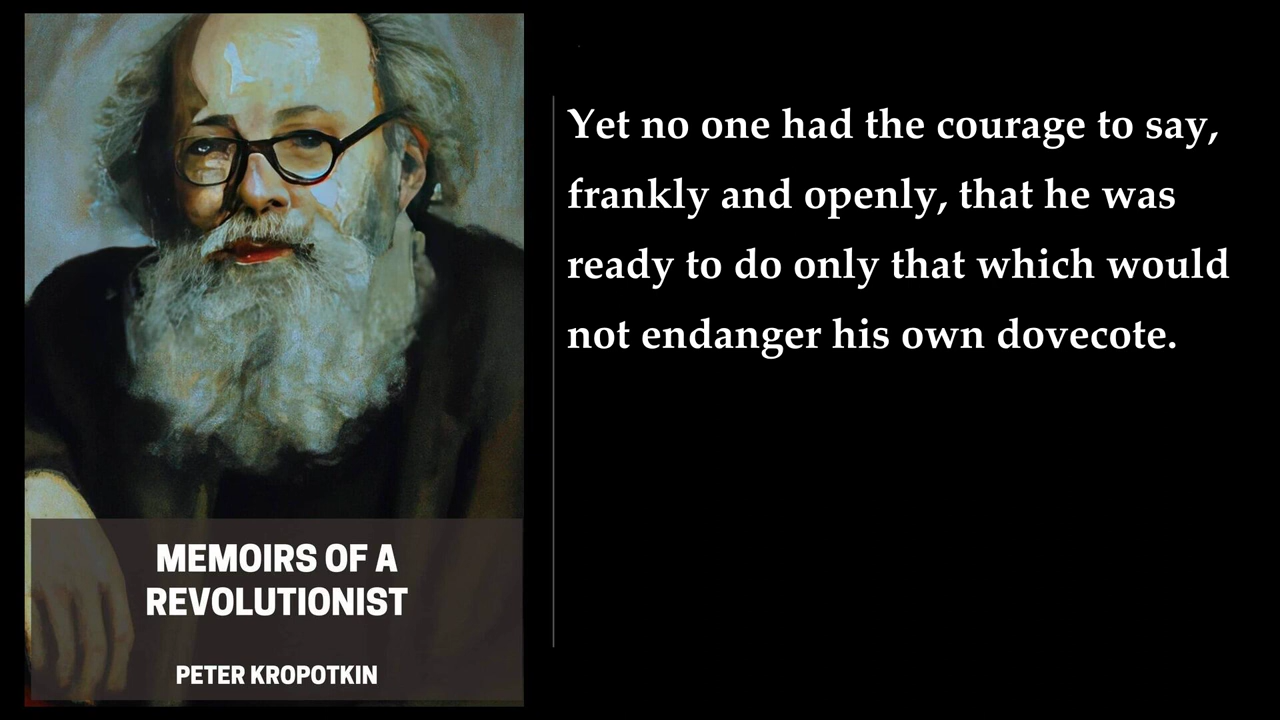 Yet no one had the courage to say,
frankly and openly, that he was
ready to do only that which would
not endanger his own dovecote.
MEMOIRS OF A
REVOLUTIONIST
PETER KROPOTKIN